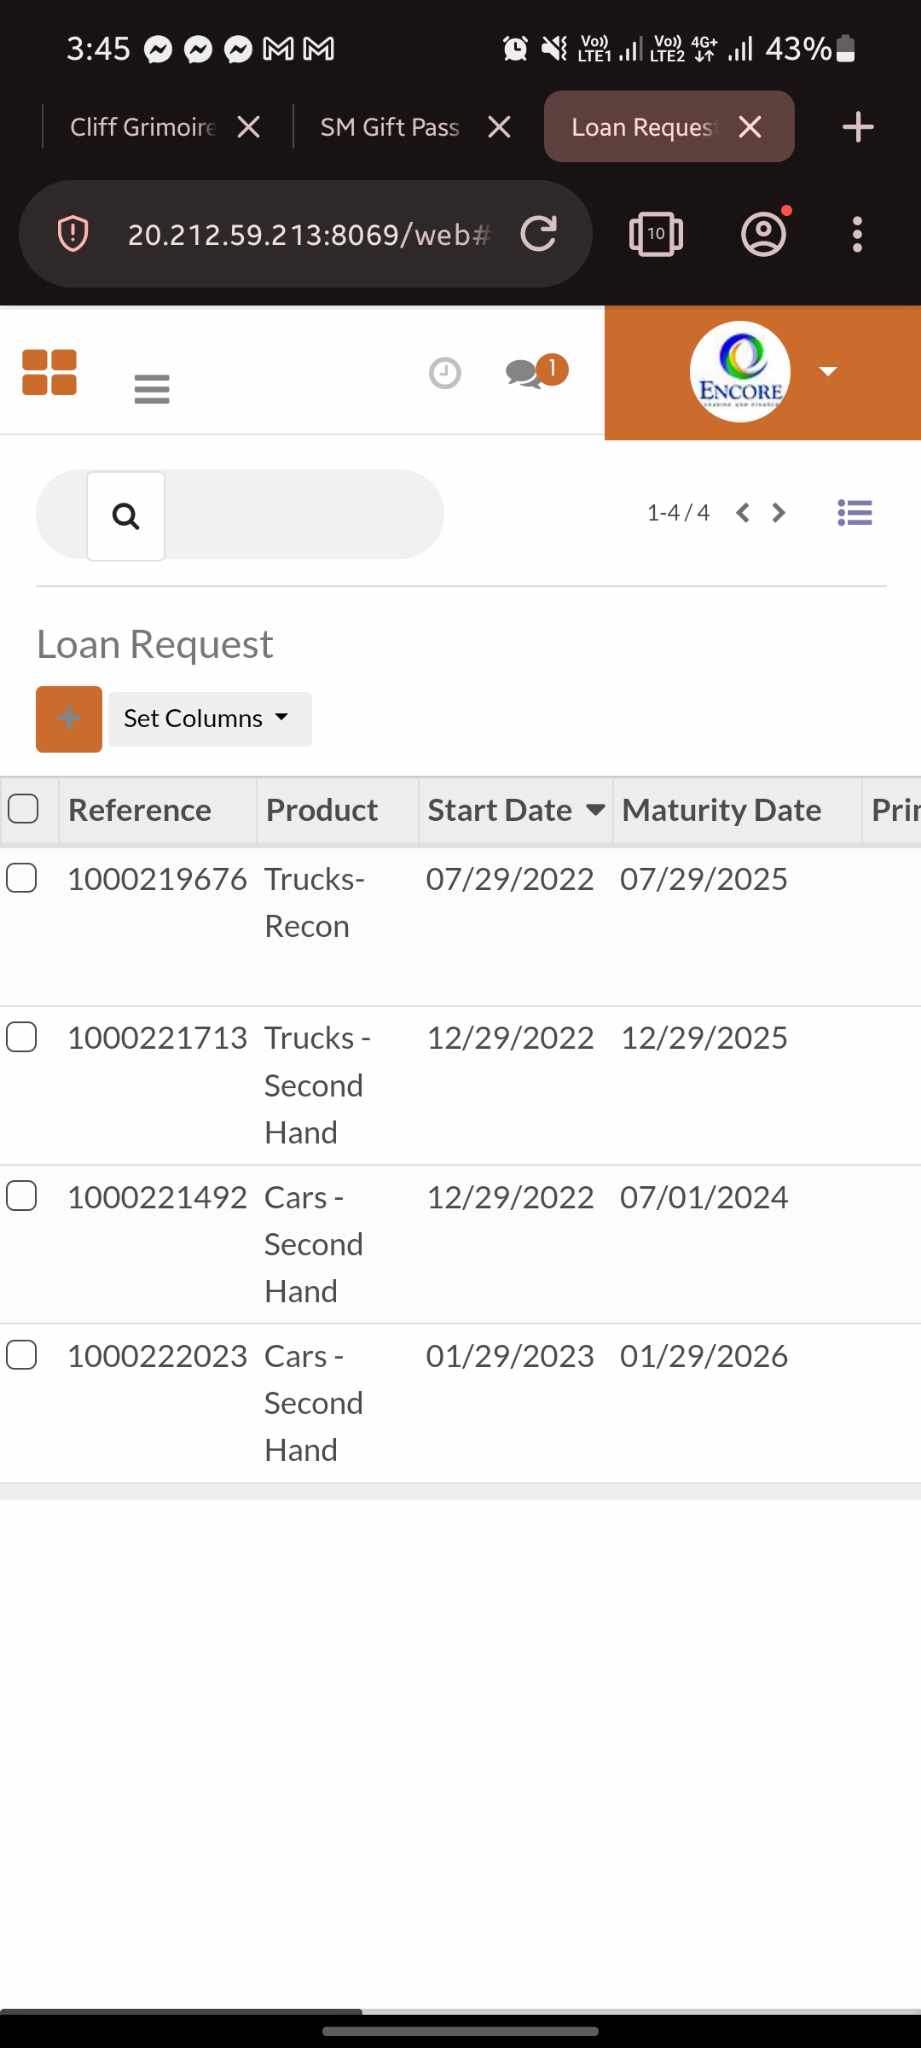 3:45 Vo)) LTE1 Vo)) LTE2 4G+ 43%
Cliff Grimoire SM Gift Pass Loan Request
20.212.59.213:8069/web# 10
1 ENCORE
1-4 / 4
Loan Request
Set Columns
Reference Product Start Date Maturity Date Prin
1000219676 Trucks- 07/29/2022 07/29/2025
Recon
1000221713 Trucks - 12/29/2022 12/29/2025
Second
Hand
1000221492 Cars - 12/29/2022 07/01/2024
Second
Hand
1000222023 Cars - 01/29/2023 01/29/2026
Second
Hand